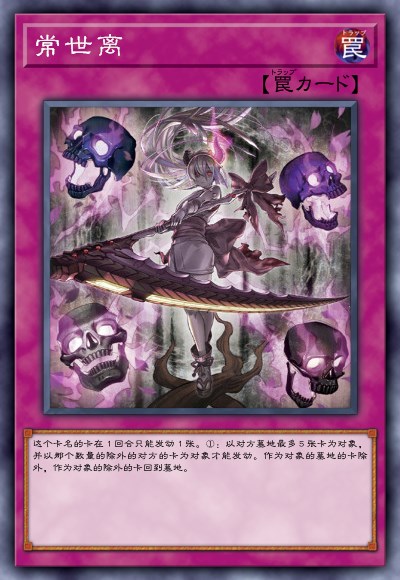 常世离
トラップ
罠
トラップ
【罠カード】
这个卡名的卡在1回合只能发动1张。①：以对方墓地最多5张卡为对象，
并以那个数量的除外的对方的卡为对象才能发动。作为对象的墓地的卡除
外，作为对象的除外的卡回到墓地。